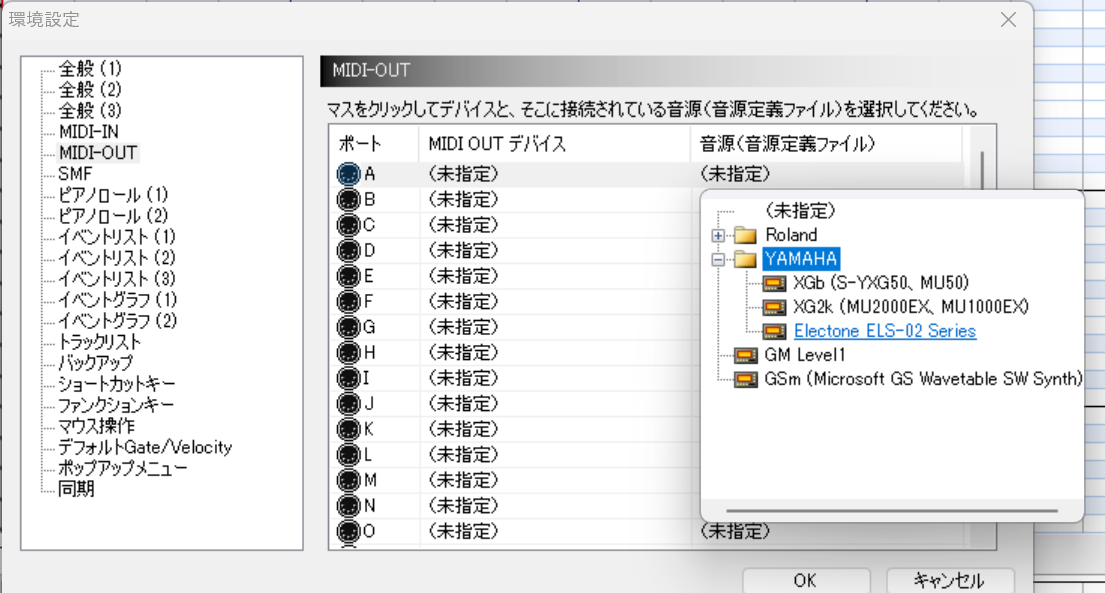 環境設定
全般 (1)
全般 (2)
全般 (3)
MIDI-IN
MIDI-OUT
SMF
ピアノロール (1)
ピアノロール (2)
イベントリスト (1)
イベントリスト (2)
イベントリスト (3)
イベントグラフ (1)
イベントグラフ (2)
トラックリスト
バックアップ
ショートカットキー
ファンクションキー
マウス操作
デフォルトGate/Velocity
ポップアップメニュー
同期
MIDI-OUT
マスをクリックしてデバイスと、そこに接続されている音源(音源定義ファイル)を選択してください。
ポート MIDI OUT デバイス 音源(音源定義ファイル)
A (未指定) (未指定)
B (未指定)
C (未指定)
D (未指定)
E (未指定)
F (未指定)
G (未指定)
H (未指定)
I (未指定)
J (未指定)
K (未指定)
L (未指定)
M (未指定)
N (未指定)
O (未指定) (未指定)
(未指定)
Roland
YAMAHA
XGb (S-YXG50、MU50)
XG2k (MU2000EX、MU1000EX)
Electone ELS-02 Series
GM Level1
GSm (Microsoft GS Wavetable SW Synth)
OK キャンセル